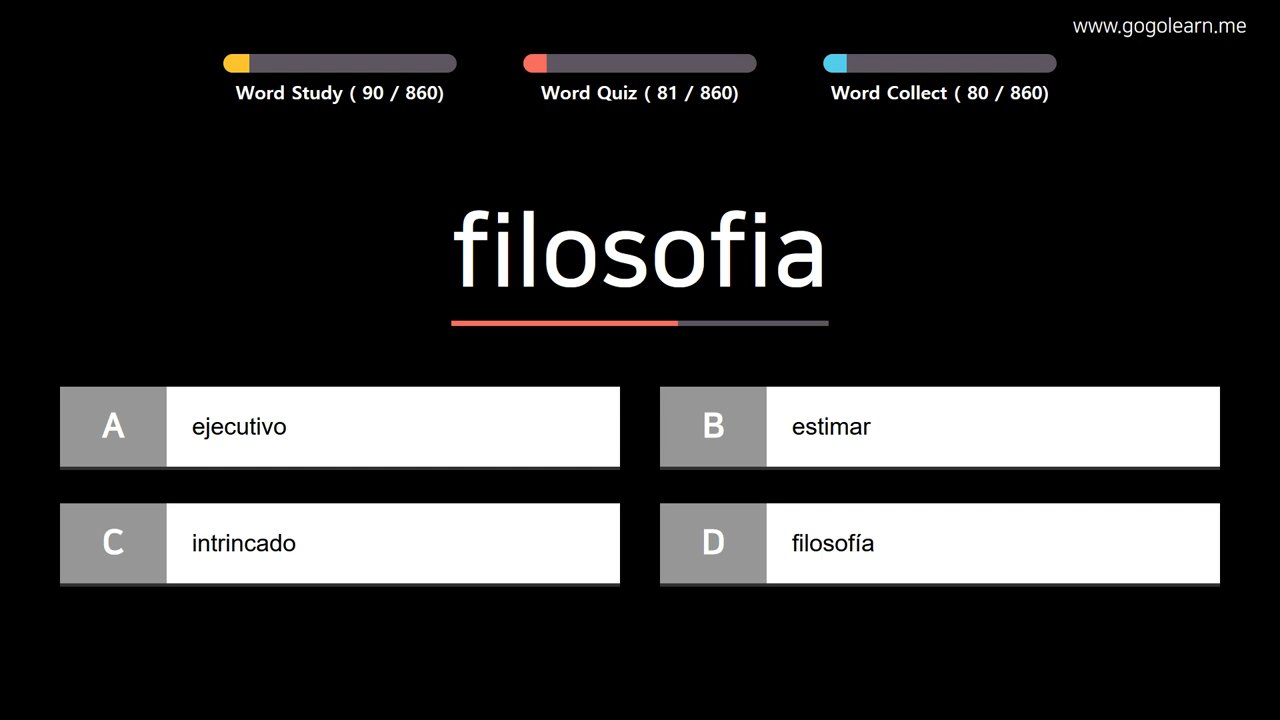 www.gogolearn.me
Word Study ( 90 / 860)
Word Quiz ( 81 / 860)
Word Collect ( 80 / 860)
filosofia
A ejecutivo
B estimar
C intrincado
D filosofía